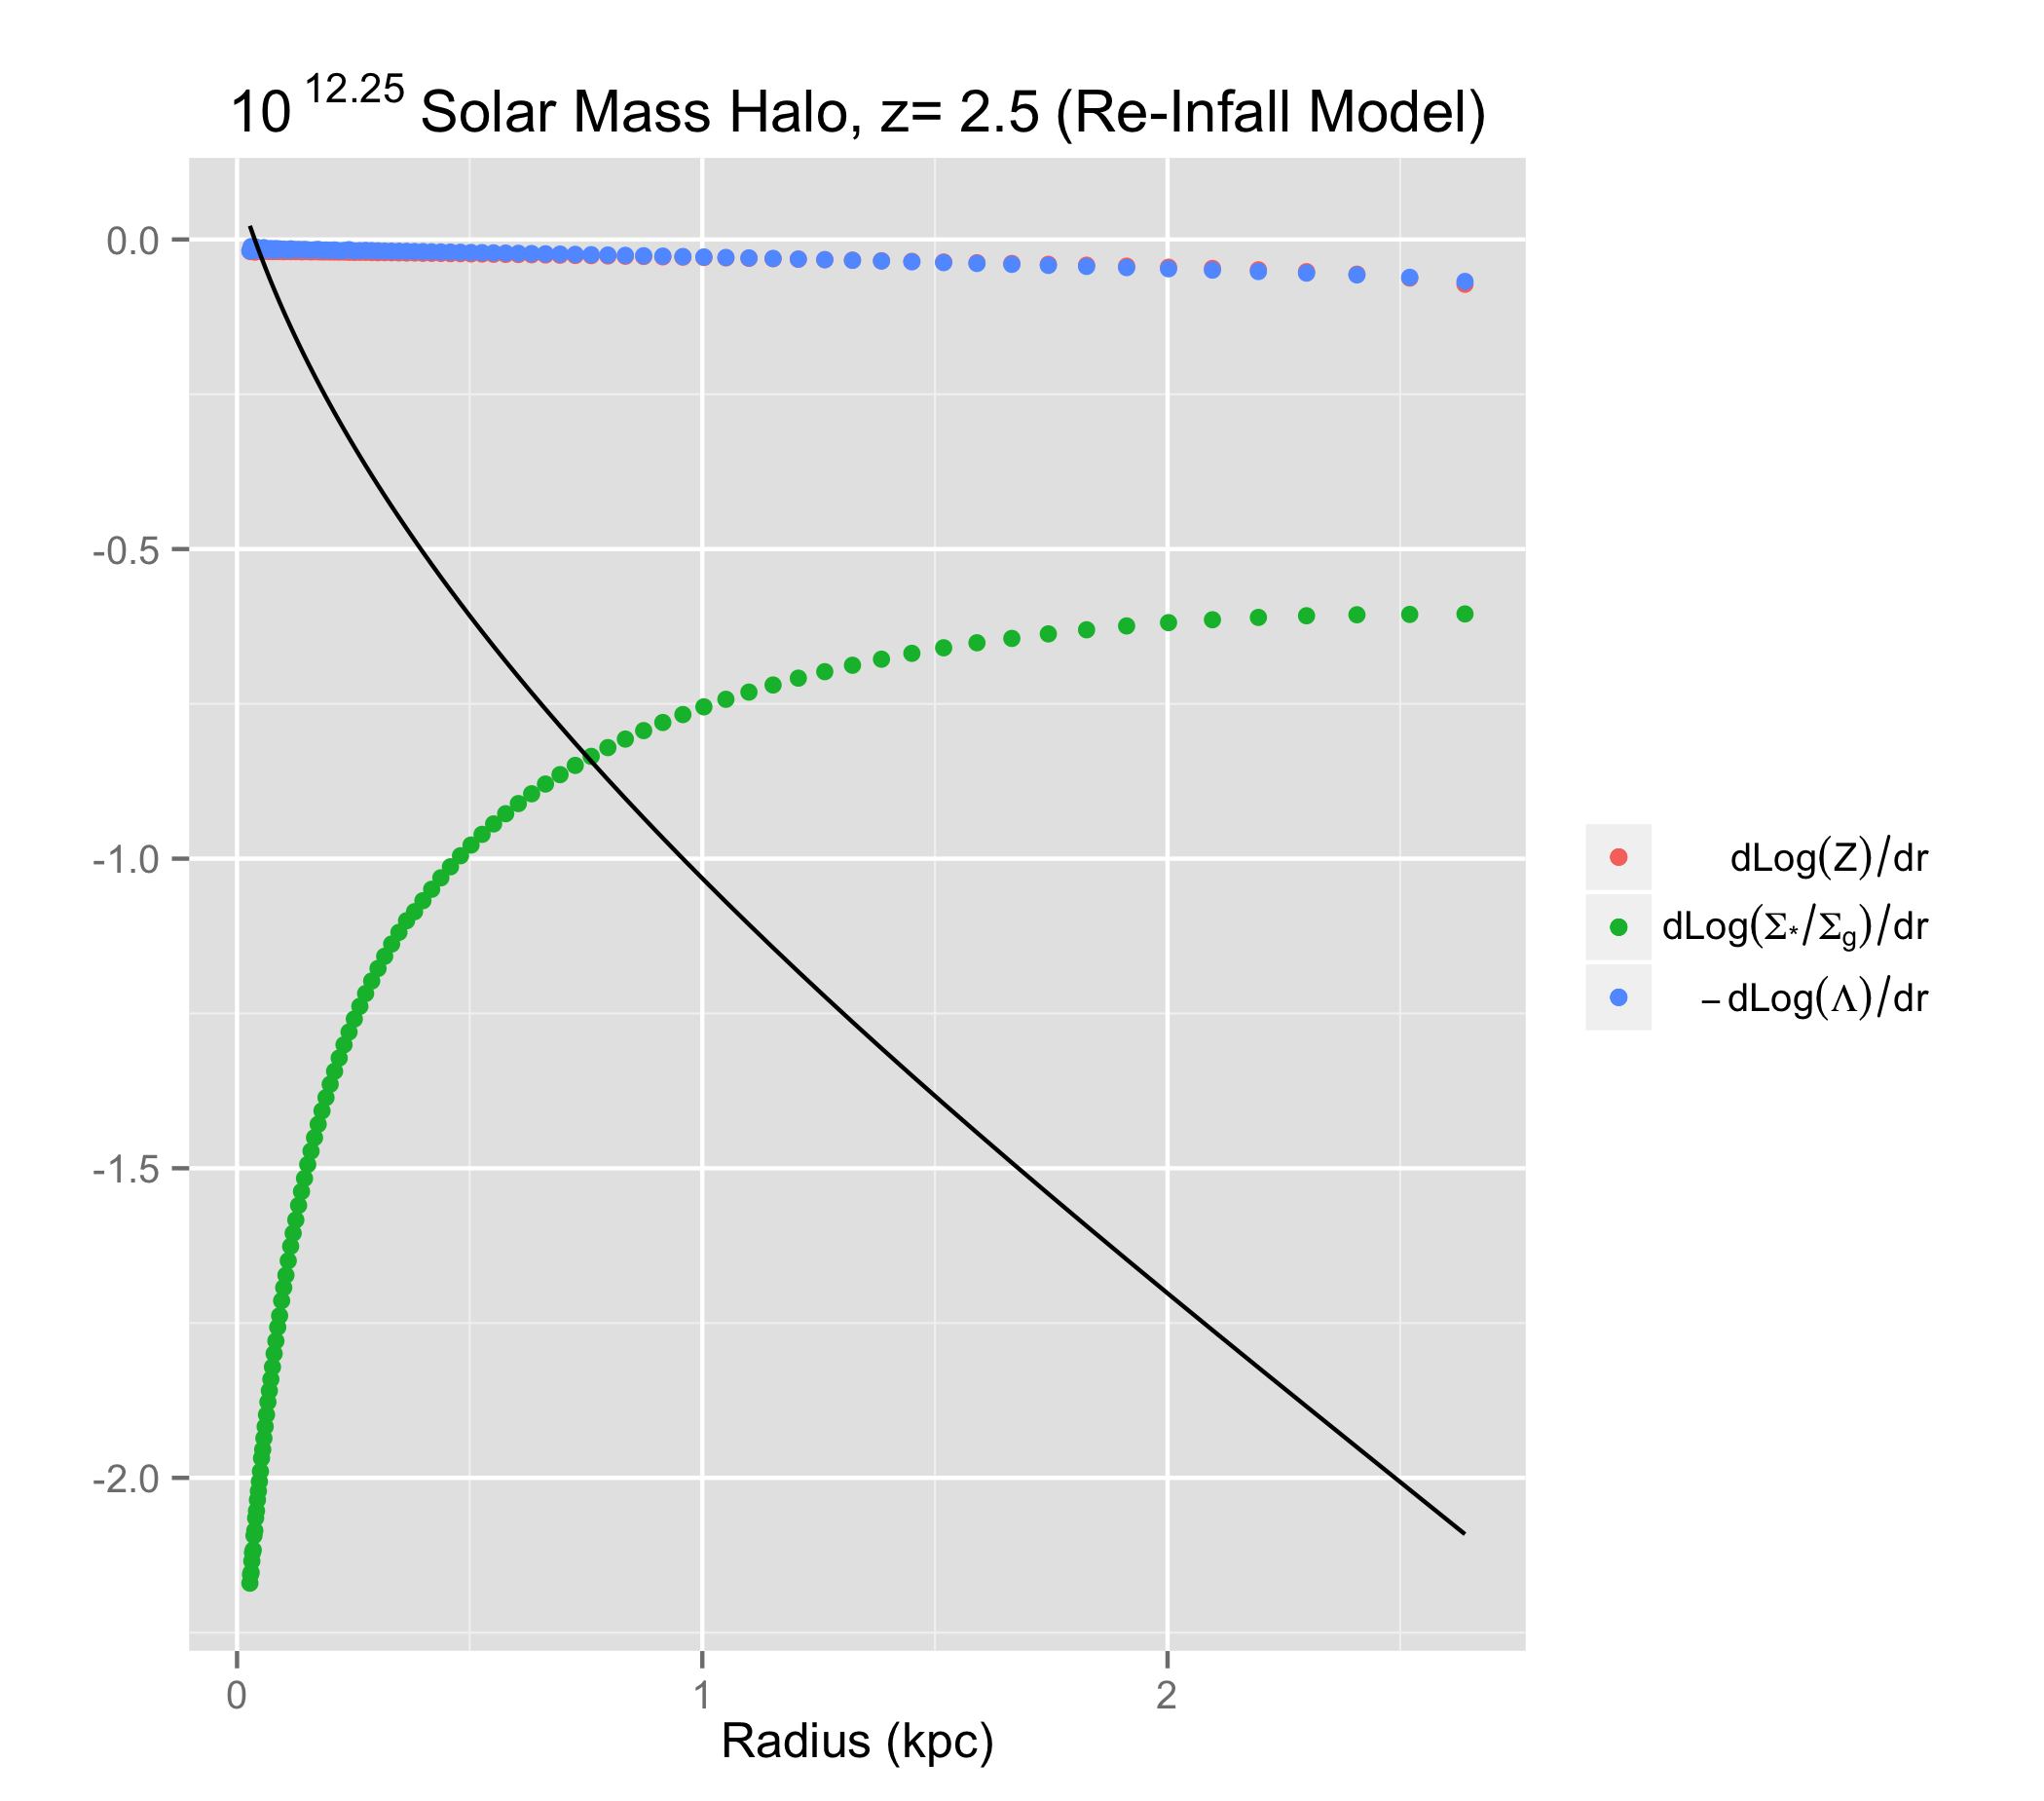 10^12.25 Solar Mass Halo, z= 2.5 (Re-Infall Model)
0.0
-0.5
-1.0
-1.5
-2.0
0 1 2
Radius (kpc)
dLog(Z)/dr
dLog(Σ*/Σg)/dr
−dLog(Λ)/dr